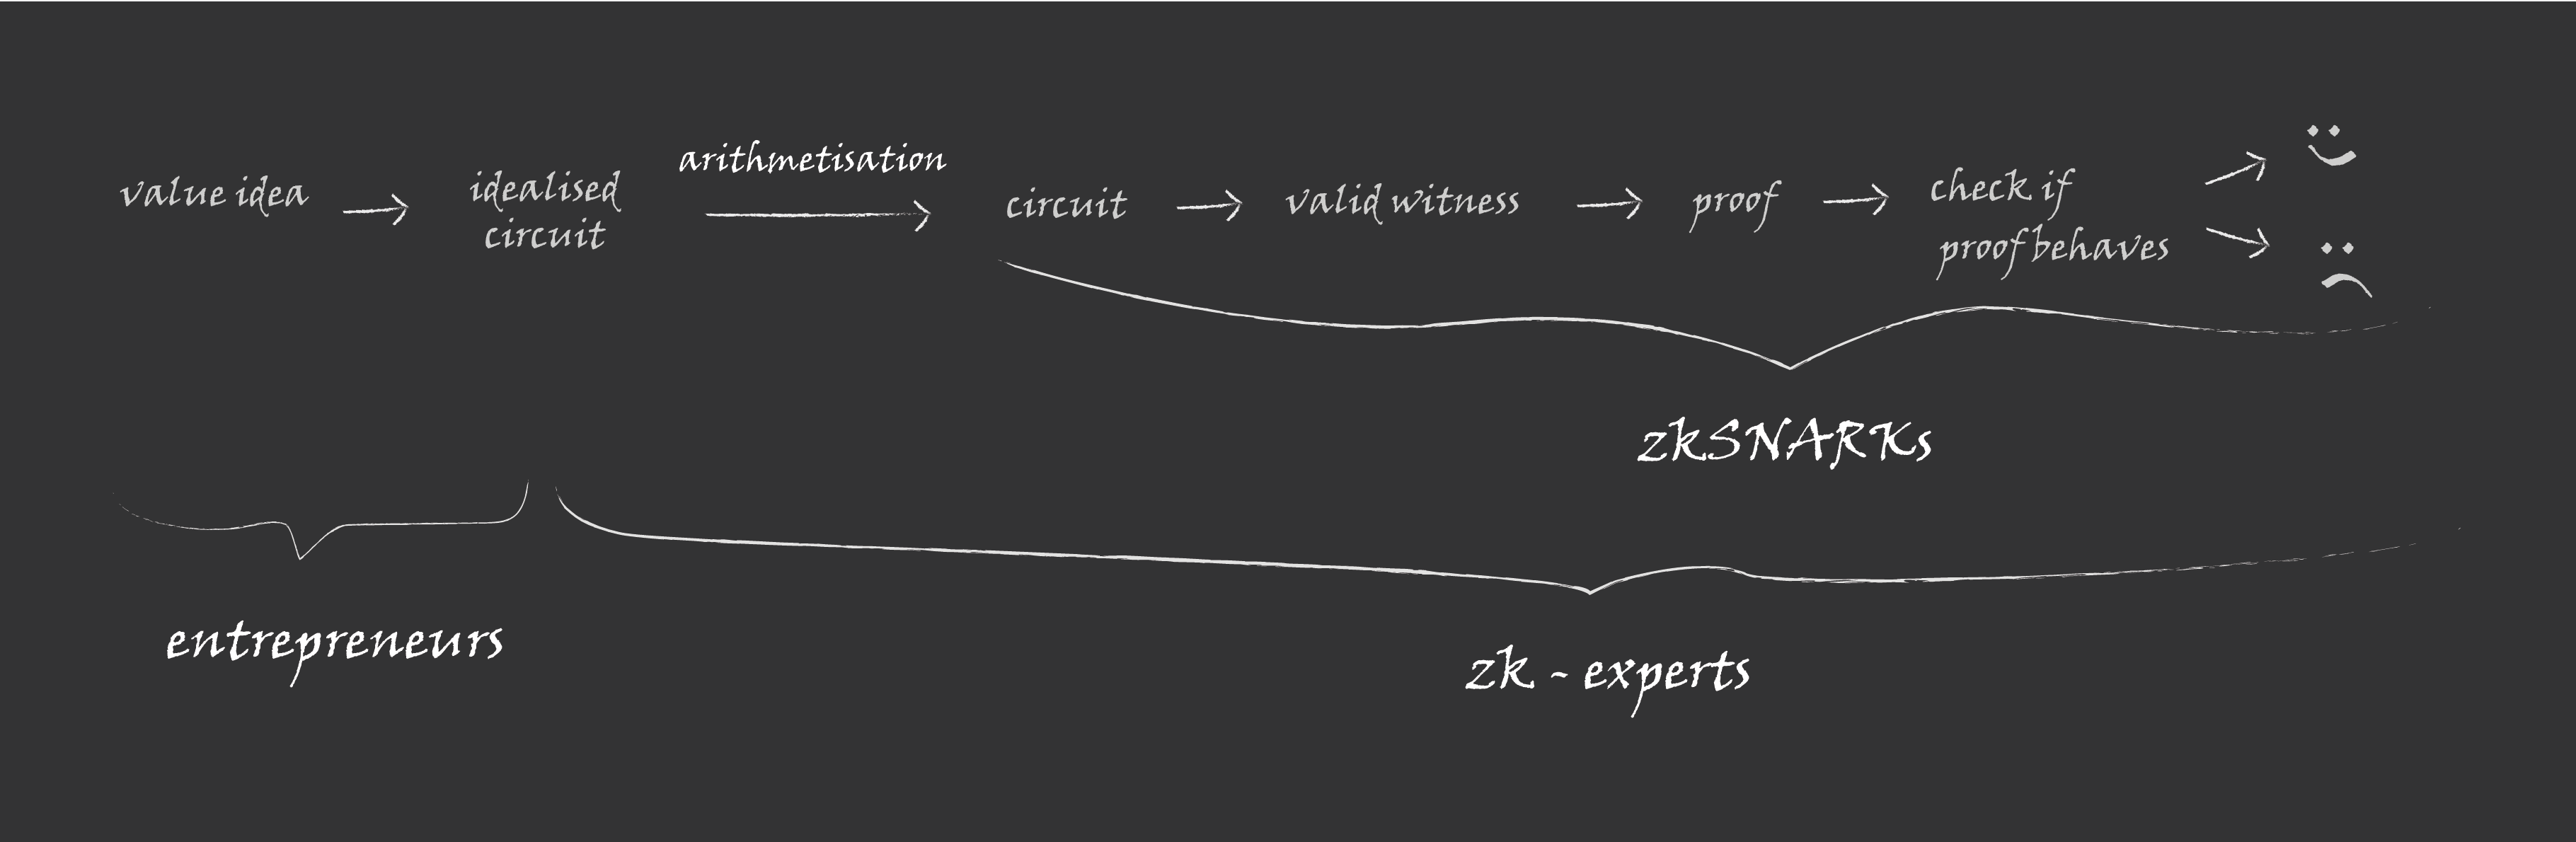 value idea
idealised
circuit
arithmetisation
circuit
valid witness
proof
check if
proof behaves
zkSNARKs
entrepreneurs
zk - experts